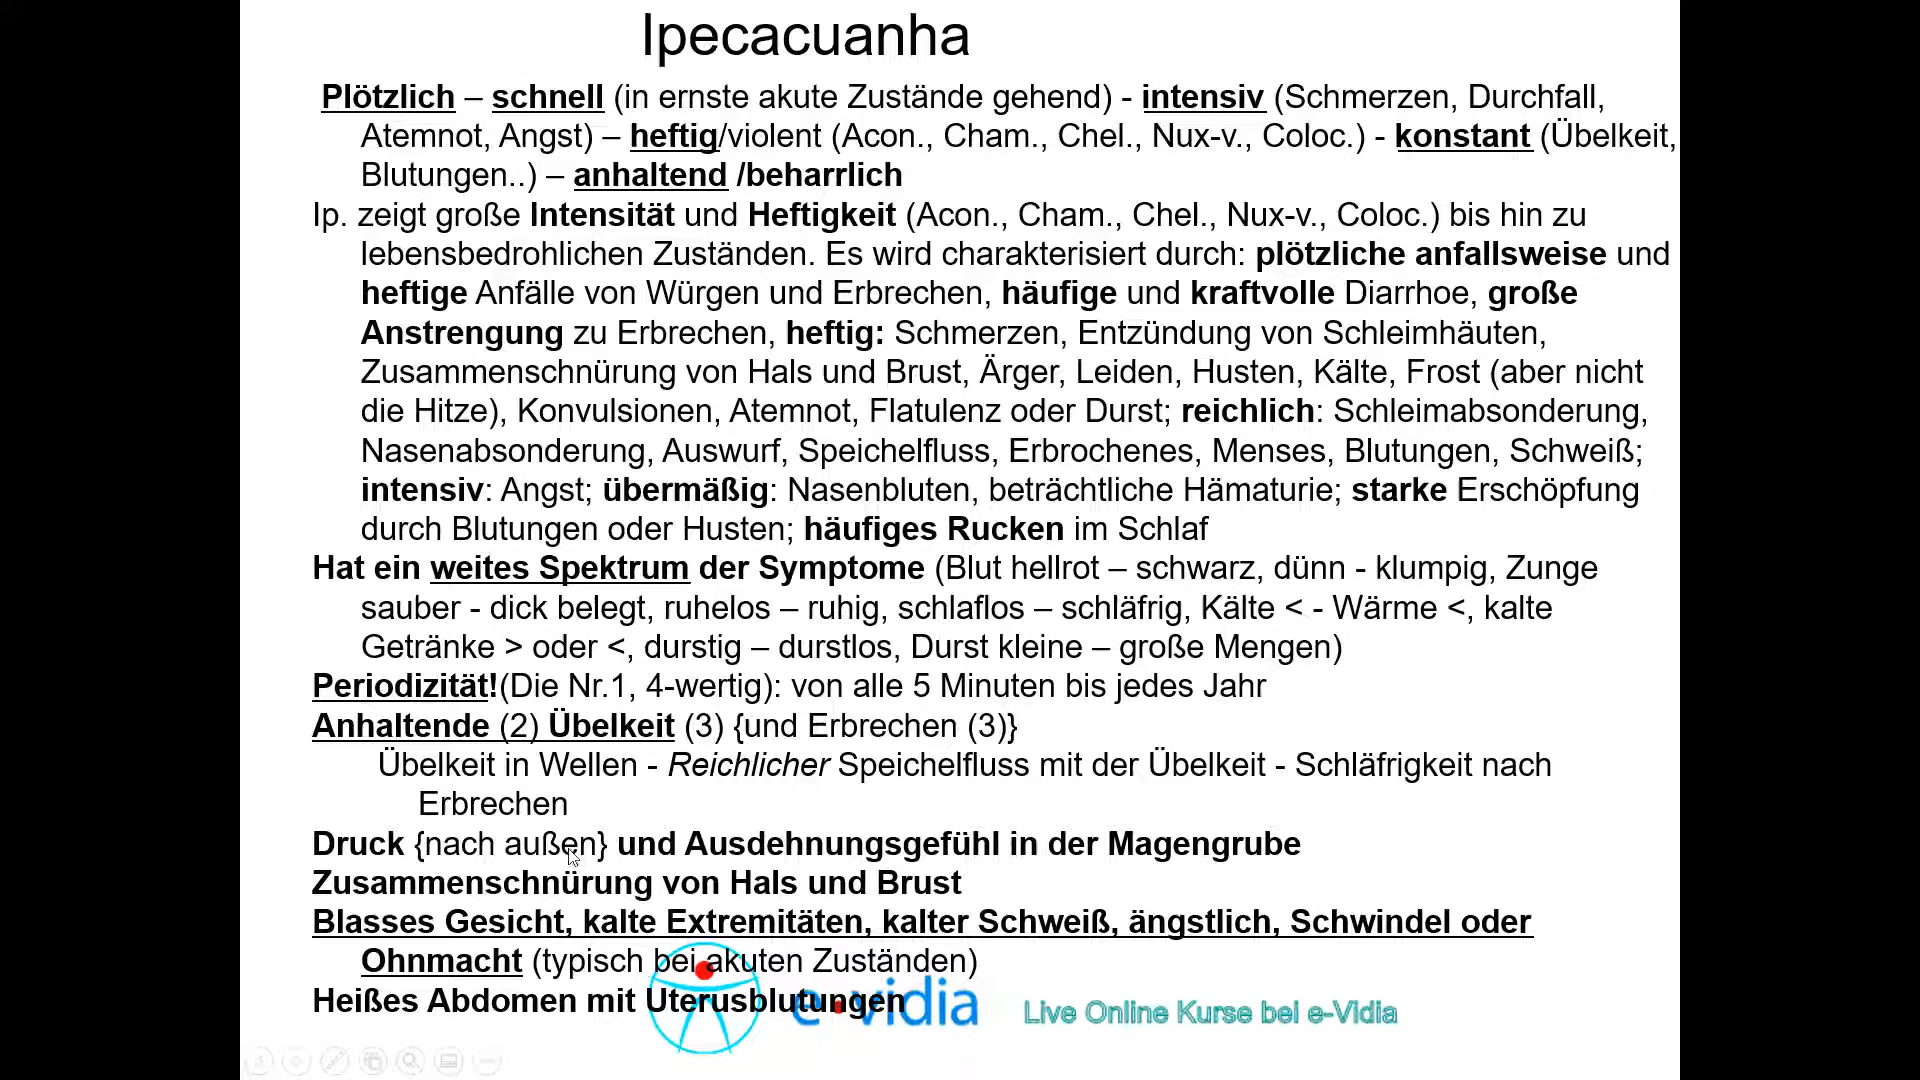 Ipecacuanha
Plötzlich – schnell (in ernste akute Zustände gehend) - intensiv (Schmerzen, Durchfall,
Atemnot, Angst) – heftig/violent (Acon., Cham., Chel., Nux-v., Coloc.) - konstant (Übelkeit,
Blutungen..) – anhaltend /beharrlich
Ip. zeigt große Intensität und Heftigkeit (Acon., Cham., Chel., Nux-v., Coloc.) bis hin zu
lebensbedrohlichen Zuständen. Es wird charakterisiert durch: plötzliche anfallsweise und
heftige Anfälle von Würgen und Erbrechen, häufige und kraftvolle Diarrhoe, große
Anstrengung zu Erbrechen, heftig: Schmerzen, Entzündung von Schleimhäuten,
Zusammenschnürung von Hals und Brust, Ärger, Leiden, Husten, Kälte, Frost (aber nicht
die Hitze), Konvulsionen, Atemnot, Flatulenz oder Durst; reichlich: Schleimabsonderung,
Nasenabsonderung, Auswurf, Speichelfluss, Erbrochenes, Menses, Blutungen, Schweiß;
intensiv: Angst; übermäßig: Nasenbluten, beträchtliche Hämaturie; starke Erschöpfung
durch Blutungen oder Husten; häufiges Rucken im Schlaf
Hat ein weites Spektrum der Symptome (Blut hellrot – schwarz, dünn - klumpig, Zunge
sauber - dick belegt, ruhelos – ruhig, schlaflos – schläfrig, Kälte < - Wärme <, kalte
Getränke > oder <, durstig – durstlos, Durst kleine – große Mengen)
Periodizität!(Die Nr.1, 4-wertig): von alle 5 Minuten bis jedes Jahr
Anhaltende (2) Übelkeit (3) {und Erbrechen (3)}
Übelkeit in Wellen - Reichlicher Speichelfluss mit der Übelkeit - Schläfrigkeit nach
Erbrechen
Druck {nach außen} und Ausdehnungsgefühl in der Magengrube
Zusammenschnürung von Hals und Brust
Blasses Gesicht, kalte Extremitäten, kalter Schweiß, ängstlich, Schwindel oder
Ohnmacht (typisch bei akuten Zuständen)
Heißes Abdomen mit Uterusblutungen
e-vidia
Live Online Kurse bei e-Vidia